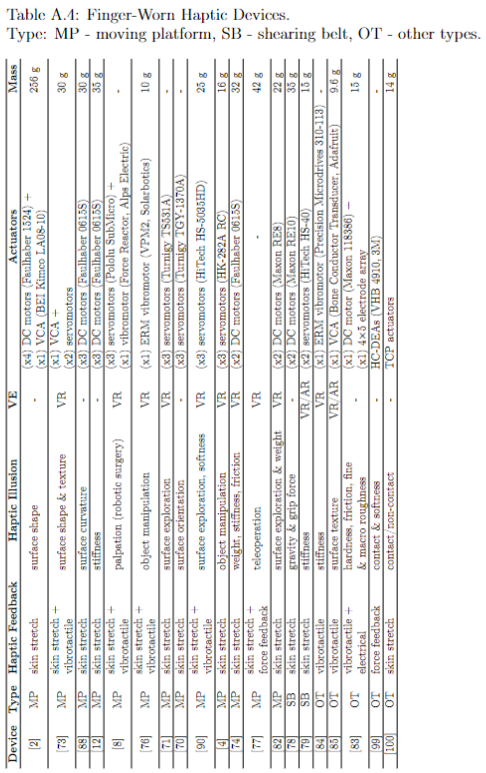 Table A.4: Finger-Worn Haptic Devices.
Type: MP - moving platform, SB - shearing belt, OT - other types.
Device Type Haptic Feedback Haptic Illusion VE Actuators Mass
[2] MP skin stretch surface shape - (x4) DC motors (Faulhaber 1524) + 256 g
(x1) VCA (BEI Kimco LA08-10)
[73] MP skin stretch + surface shape & texture VR (x1) VCA + 30 g
vibrotactile (x2) servomotors
[88] MP skin stretch surface curvature - (x3) DC motors (Faulhaber 0615S) 30 g
[12] MP skin stretch stiffness - (x3) DC motors (Faulhaber 0615S) 35 g
[8] MP skin stretch + palpation (robotic surgery) VR (x3) servomotors (Pololu SubMicro) + -
vibrotactile (x1) vibromotor (Force Reactor, Alps Electric)
[76] MP skin stretch + object manipulation VR (x1) ERM vibromotor (VPM2, Solarbotics) 10 g
vibrotactile
[71] MP skin stretch surface exploration VR (x3) servomotors (Turnigy TS531A) -
[70] MP skin stretch surface orientation - (x3) servomotors (Turnigy TGY-1370A) -
[90] MP skin stretch + surface exploration, softness VR (x3) servomotors (HiTech HS-5035HD) 25 g
vibrotactile
[4] MP skin stretch object manipulation VR (x3) servomotors (HK-282A RC) 16 g
[74] MP skin stretch weight, stiffness, friction VR (x2) DC motors (Faulhaber 0615S) 32 g
[77] MP skin stretch + teleoperation VR - 42 g
force feedback
[82] MP skin stretch surface exploration & weight VR (x2) DC motors (Maxon RE8) 22 g
[78] SB skin stretch gravity & grip force - (x2) DC motors (Maxon RE10) 35 g
[79] SB skin stretch stiffness VR/AR (x2) servomotors (HiTech HS-40) 15 g
[84] OT vibrotactile stiffness VR (x1) ERM vibromotor (Precision Microdrives 310-113) -
[85] OT vibrotactile surface texture VR/AR (x1) VCA (Bone Conductor Transducer, Adafruit) 9.6 g
[83] OT vibrotactile + hardness, friction, fine - (x1) DC motor (Maxon 118386) + 15 g
electrical & macro roughness (x1) 4×5 electrode array
[99] OT force feedback contact & softness - HC-DEAs (VHB 4910, 3M) -
[100] OT skin stretch contact/non-contact - TCP actuators 14 g